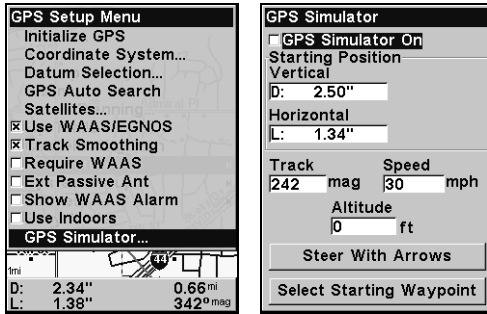 GPS Setup Menu
Initialize GPS
Coordinate System...
Datum Selection...
GPS Auto Search
Satellites...
Use WAAS/EGNOS
Track Smoothing
Require WAAS
Ext Passive Ant
Show WAAS Alarm
Use Indoors
GPS Simulator...
44
1mi
D: 2.34" 0.66 mi
L: 1.38" 342º mag
GPS Simulator
GPS Simulator On
Starting Position
Vertical
D: 2.50"
Horizontal
L: 1.34"
Track Speed
242 mag 30 mph
Altitude
0 ft
Steer With Arrows
Select Starting Waypoint